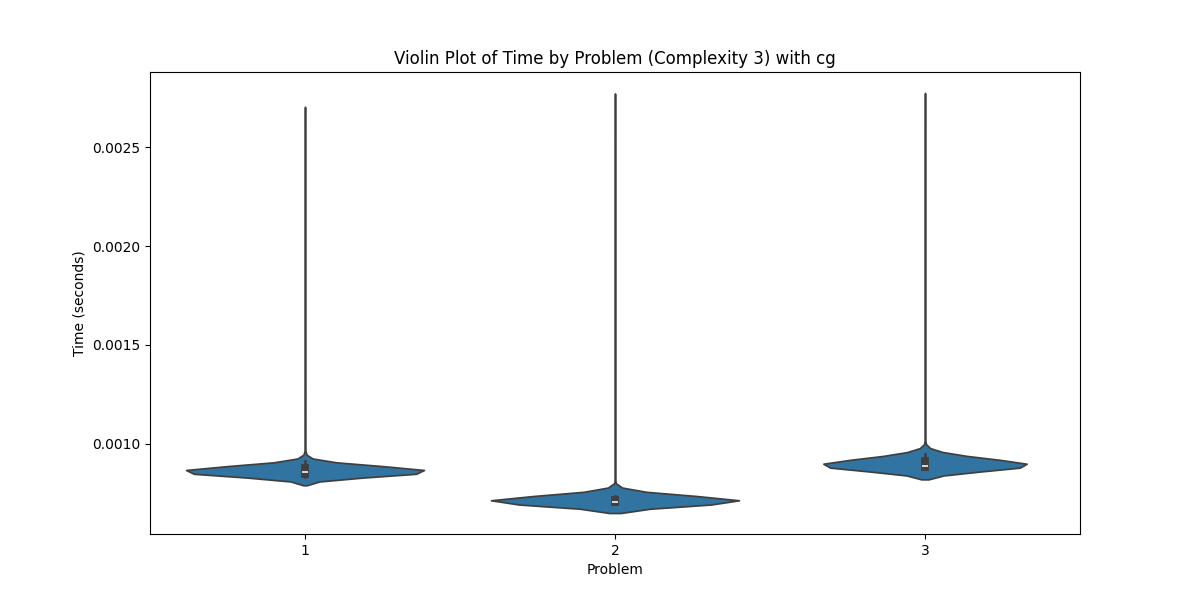 Violin Plot of Time by Problem (Complexity 3) with cg
Time (seconds)
0.0025
0.0020
0.0015
0.0010
1 2 3
Problem